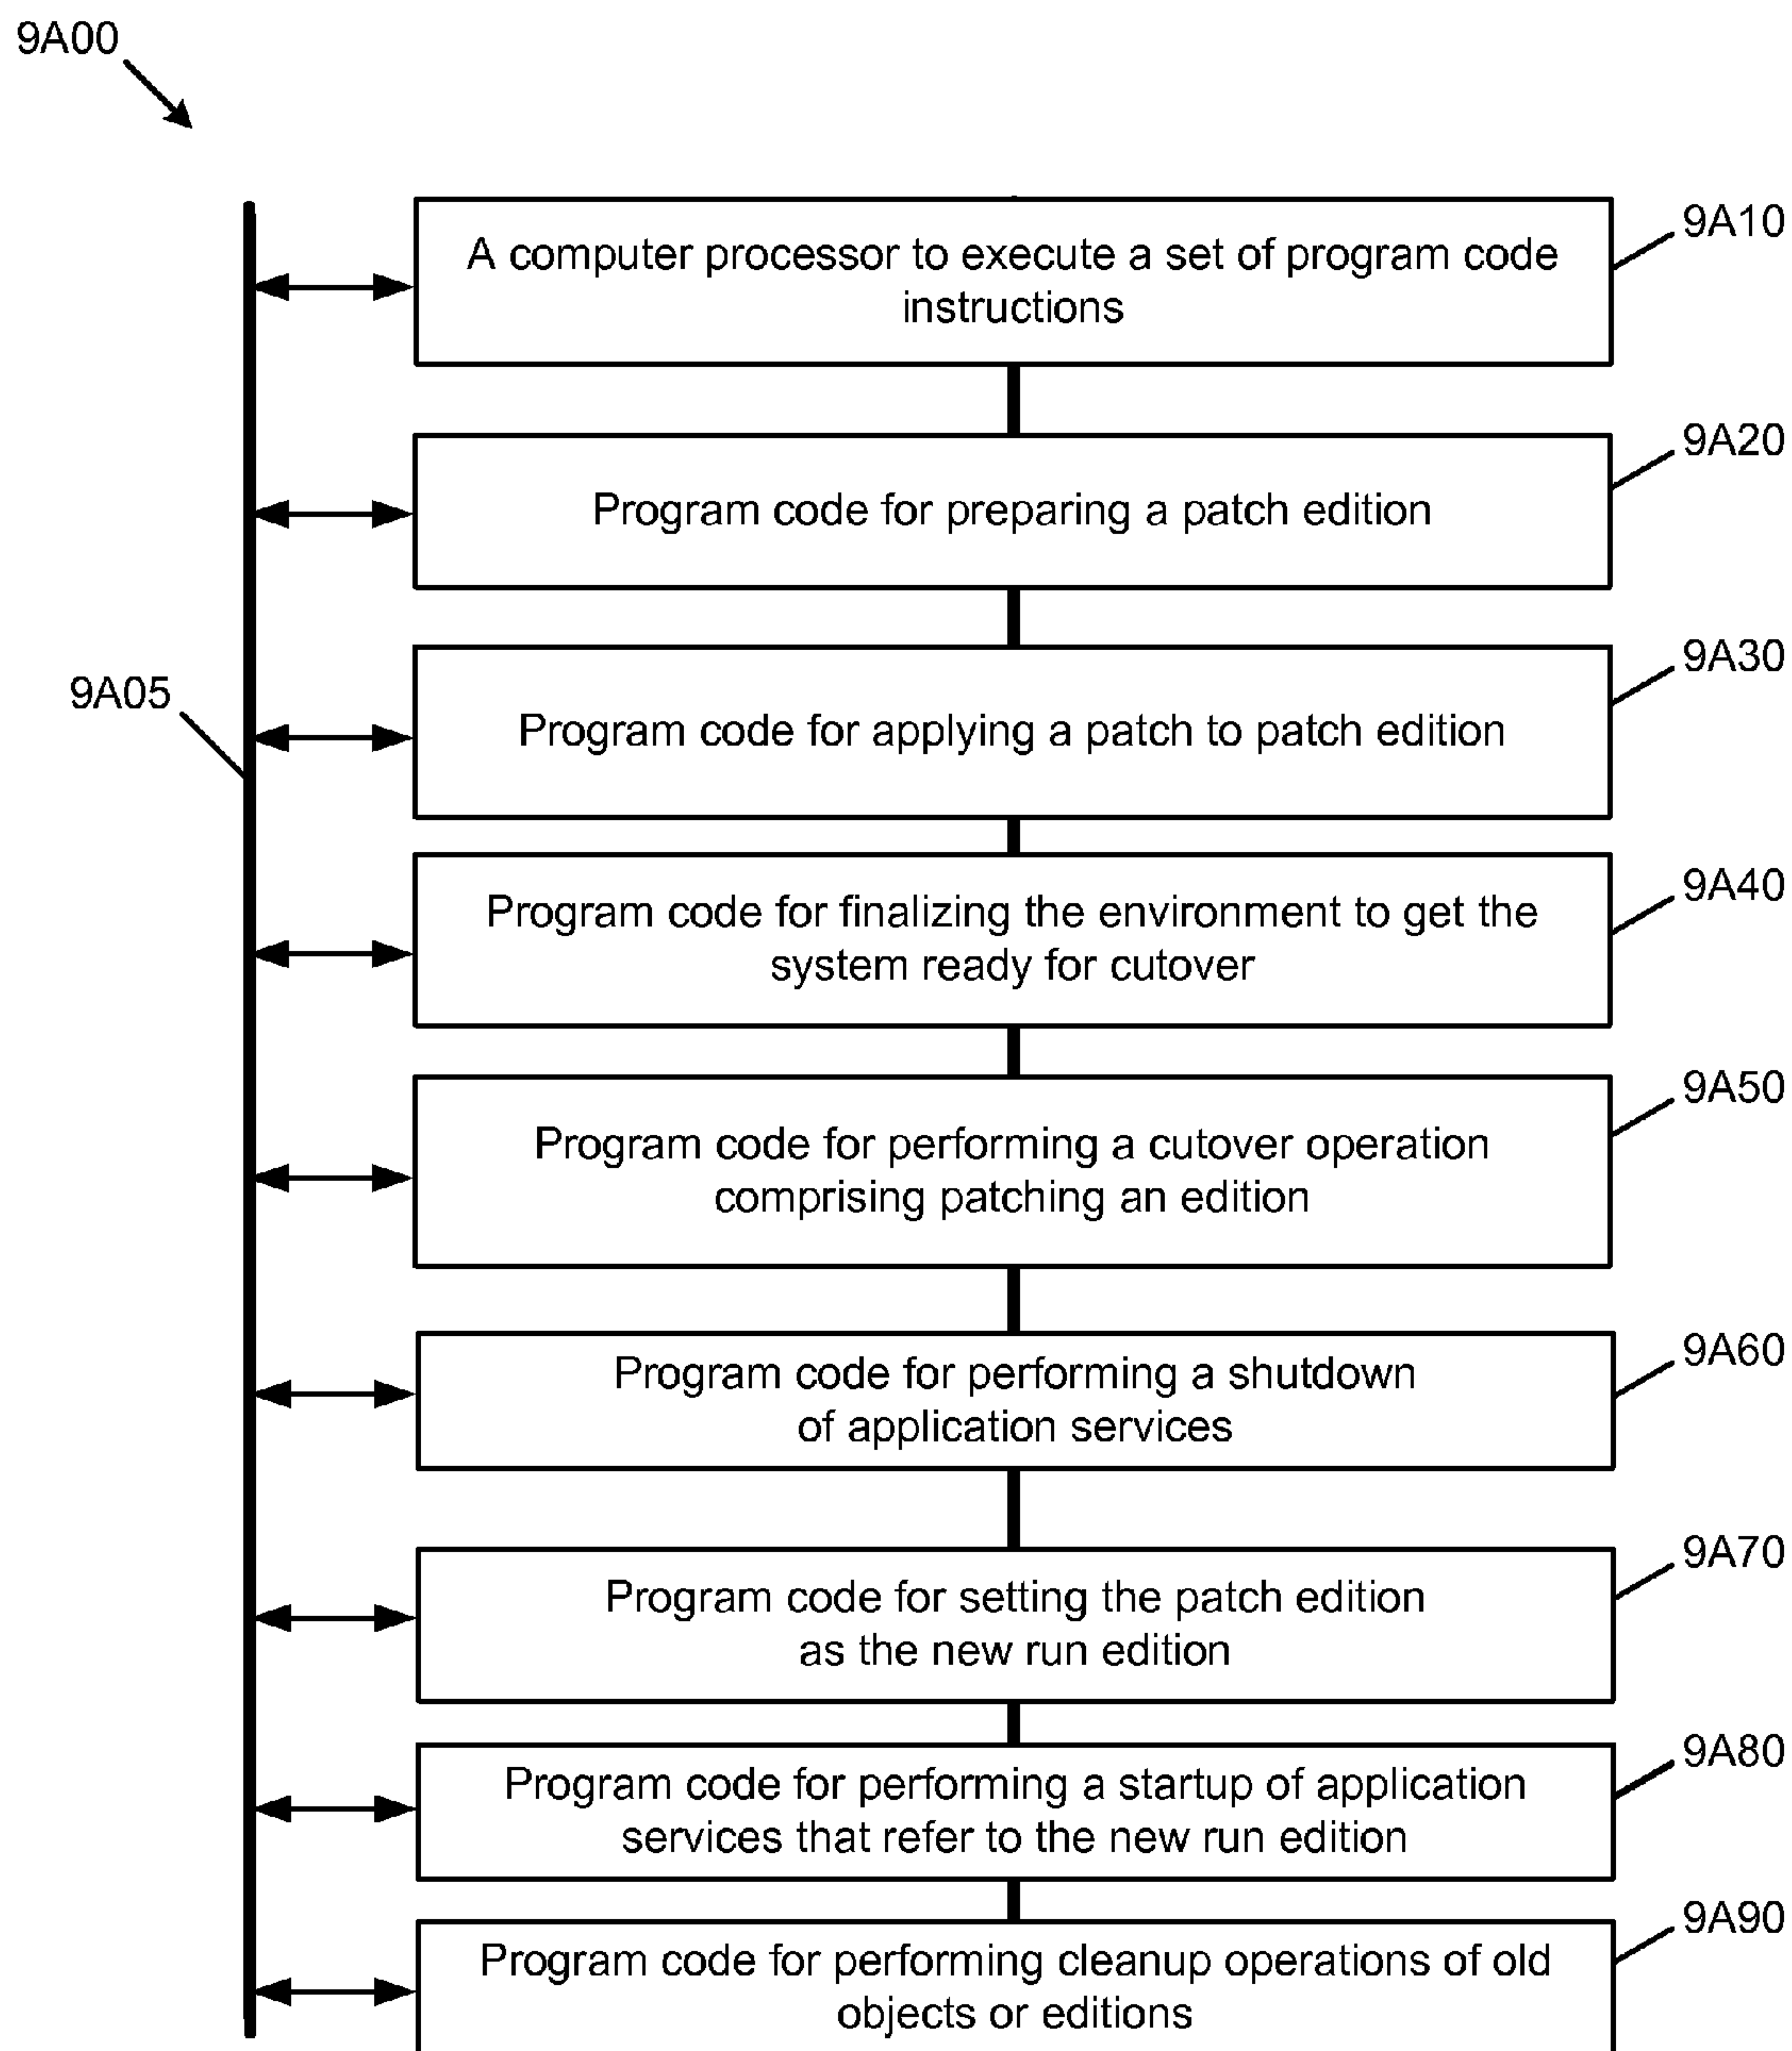 9A00
A computer processor to execute a set of program code
instructions
9A10
Program code for preparing a patch edition
9A20
9A05
Program code for applying a patch to patch edition
9A30
Program code for finalizing the environment to get the
system ready for cutover
9A40
Program code for performing a cutover operation
comprising patching an edition
9A50
Program code for performing a shutdown
of application services
9A60
Program code for setting the patch edition
as the new run edition
9A70
Program code for performing a startup of application
services that refer to the new run edition
9A80
Program code for performing cleanup operations of old
objects or editions
9A90